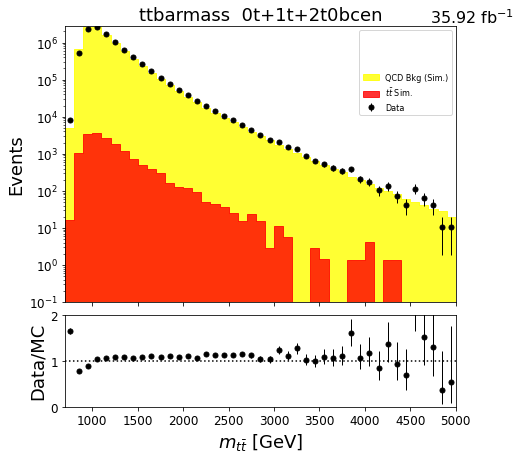 ttbarmass 0t+1t+2t0bcen
35.92 fb⁻¹
QCD Bkg (Sim.)
tt̄ Sim.
Data
Events
10⁶
10⁵
10⁴
10³
10²
10¹
10⁰
10⁻¹
Data/MC
2
1
0
1000 1500 2000 2500 3000 3500 4000 4500 5000
m_{tt̄} [GeV]